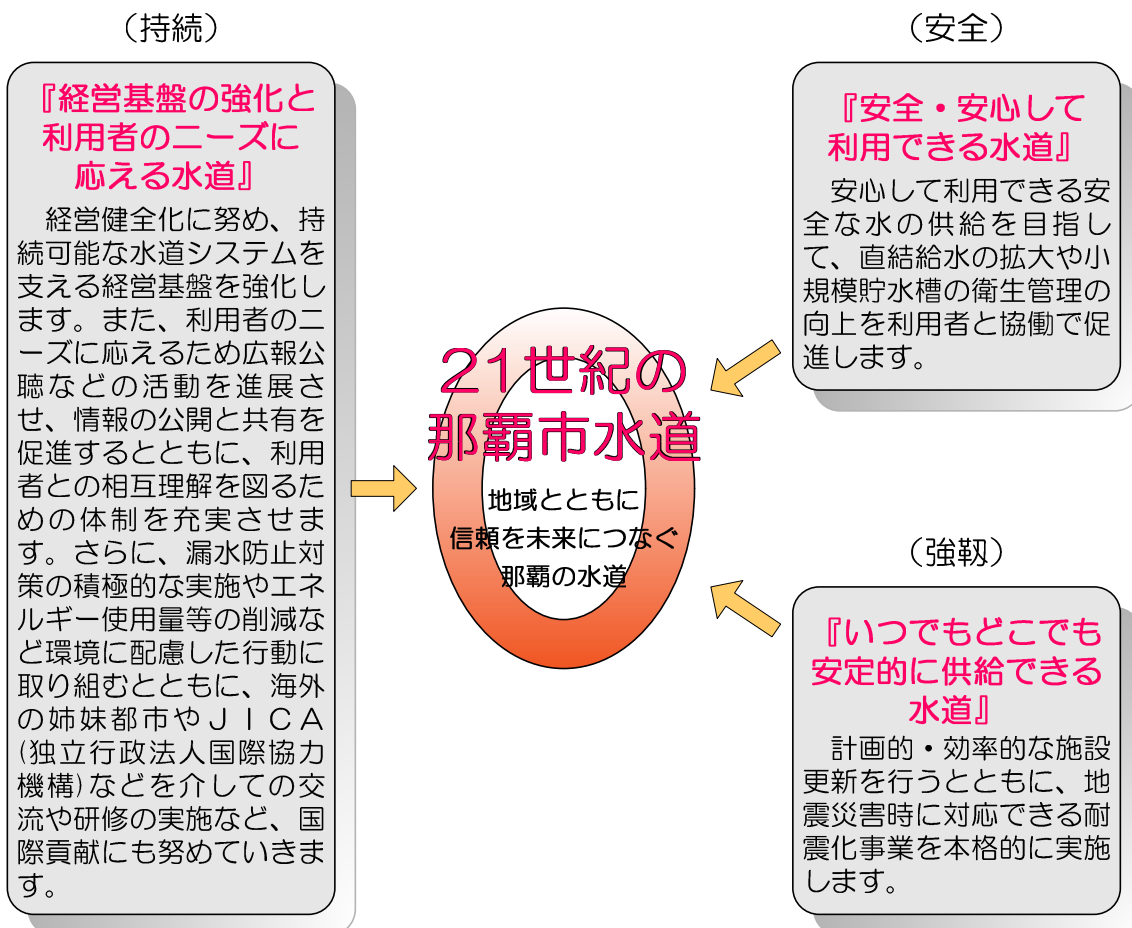 （持続）
『経営基盤の強化と
利用者のニーズに
応える水道』
　経営健全化に努め、持
続可能な水道システムを
支える経営基盤を強化し
ます。また、利用者のニ
ーズに応えるため広報公
聴などの活動を進展さ
せ、情報の公開と共有を
促進するとともに、利用
者との相互理解を図るた
めの体制を充実させま
す。さらに、漏水防止対
策の積極的な実施やエネ
ルギー使用量等の削減な
ど環境に配慮した行動に
取り組むとともに、海外
の姉妹都市やＪＩＣＡ
(独立行政法人国際協力
機構)などを介しての交
流や研修の実施など、国
際貢献にも努めていきま
す。
21世紀の
那覇市水道
地域とともに
信頼を未来につなぐ
那覇の水道
（安全）
『安全・安心して
利用できる水道』
　安心して利用できる安
全な水の供給を目指し
て、直結給水の拡大や小
規模貯水槽の衛生管理の
向上を利用者と協働で促
進します。
（強靱）
『いつでもどこでも
安定的に供給できる
水道』
　計画的・効率的な施設
更新を行うとともに、地
震災害時に対応できる耐
震化事業を本格的に実施
します。